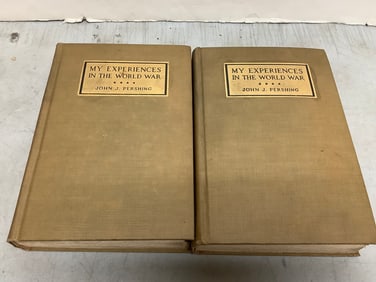 MY EXPERIENCES
IN THE WORLD WAR
★ ★ ★ ★
JOHN J. PERSHING
MY EXPERIENCES
IN THE WORLD WAR
★ ★ ★ ★
JOHN J. PERSHING